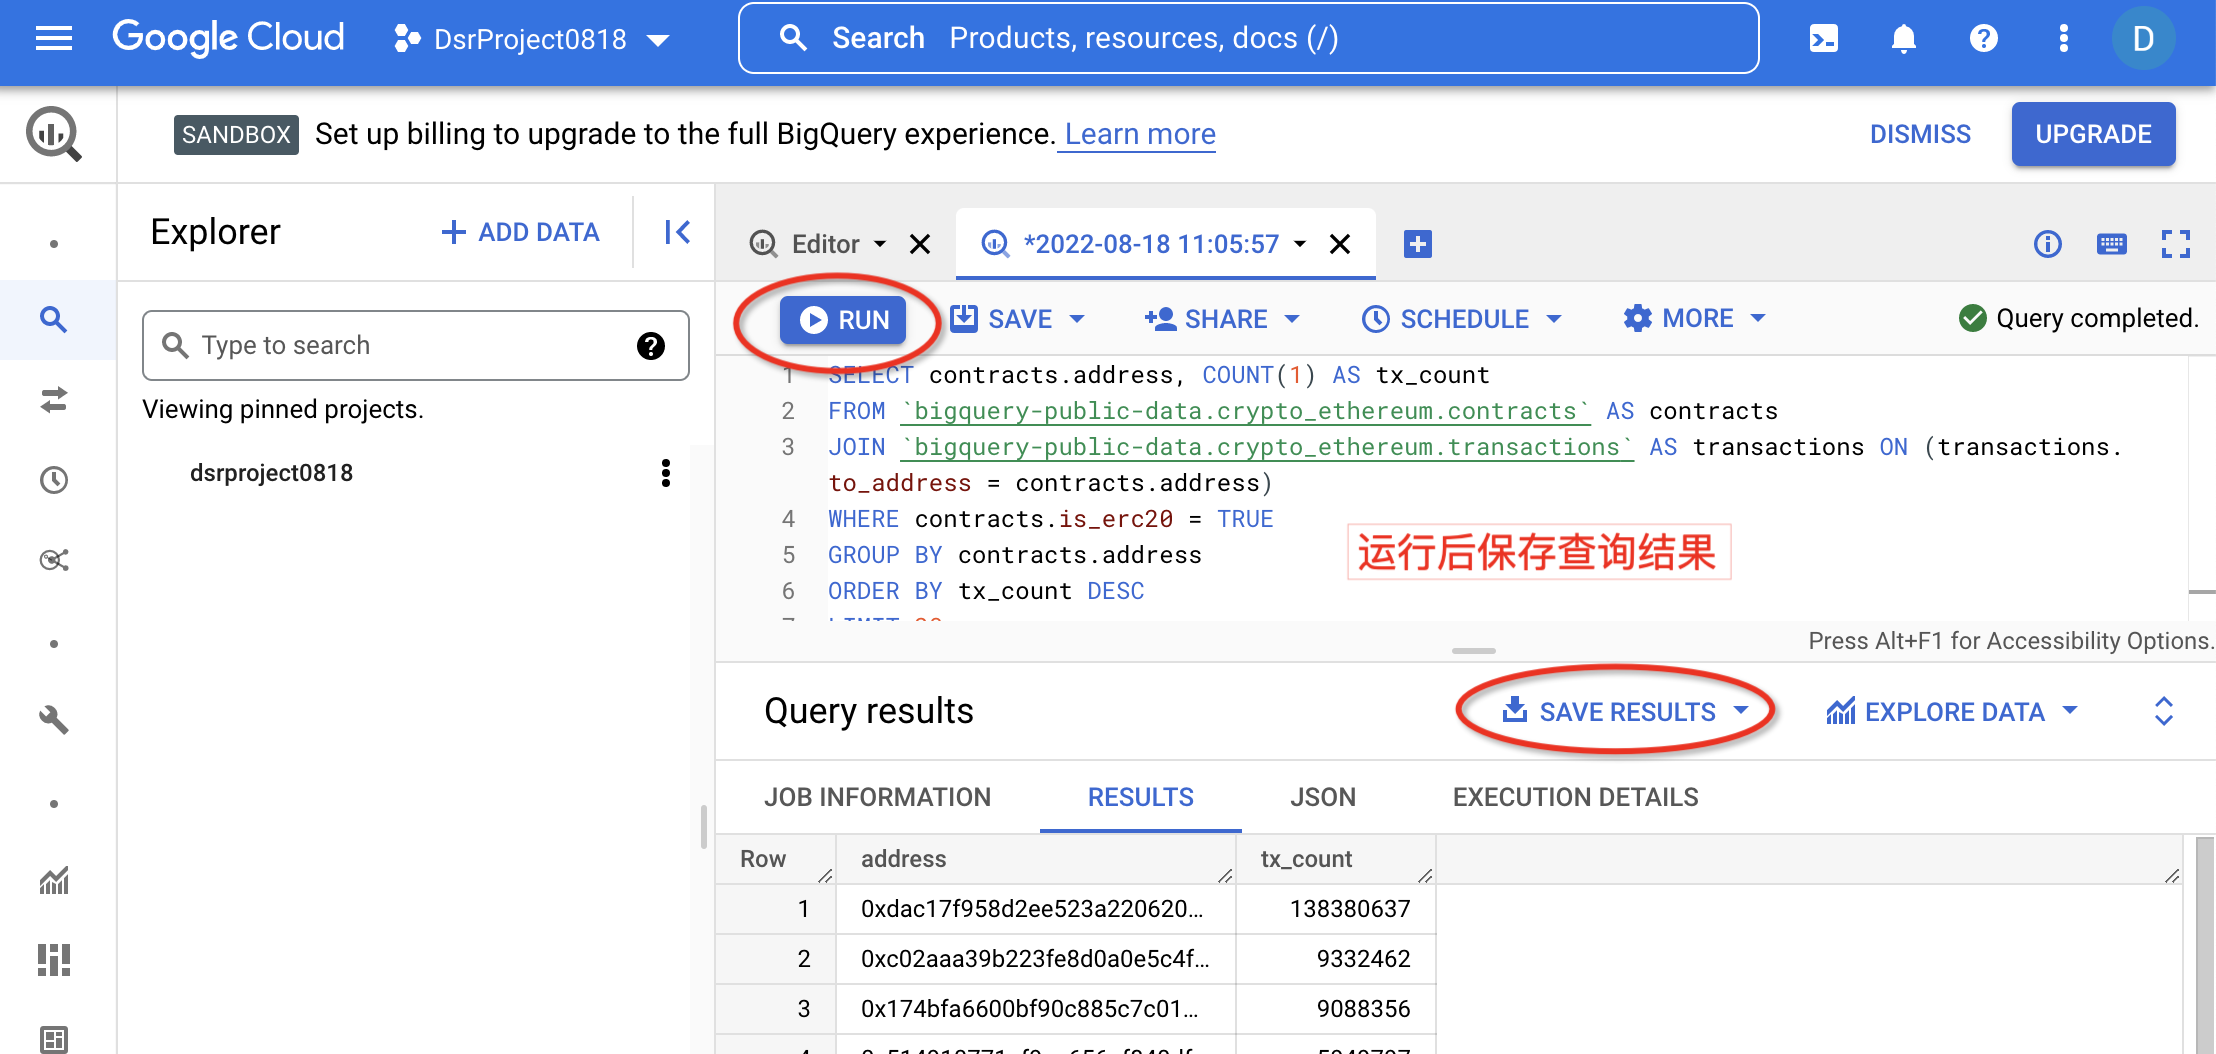 Google Cloud DsrProject0818 Search Products, resources, docs (/) D
SANDBOX Set up billing to upgrade to the full BigQuery experience. Learn more DISMISS UPGRADE
Explorer + ADD DATA
Editor *2022-08-18 11:05:57
RUN SAVE SHARE SCHEDULE MORE Query completed.
Type to search
Viewing pinned projects.
dsrproject0818
1 SELECT contracts.address, COUNT(1) AS tx_count
2 FROM `bigquery-public-data.crypto_ethereum.contracts` AS contracts
3 JOIN `bigquery-public-data.crypto_ethereum.transactions` AS transactions ON (transactions.
to_address = contracts.address)
4 WHERE contracts.is_erc20 = TRUE
5 GROUP BY contracts.address
6 ORDER BY tx_count DESC
运行后保存查询结果
Press Alt+F1 for Accessibility Options.
Query results SAVE RESULTS EXPLORE DATA
JOB INFORMATION RESULTS JSON EXECUTION DETAILS
Row address tx_count
1 0xdac17f958d2ee523a220620... 138380637
2 0xc02aaa39b223fe8d0a0e5c4f... 9332462
3 0x174bfa6600bf90c885c7c01... 9088356